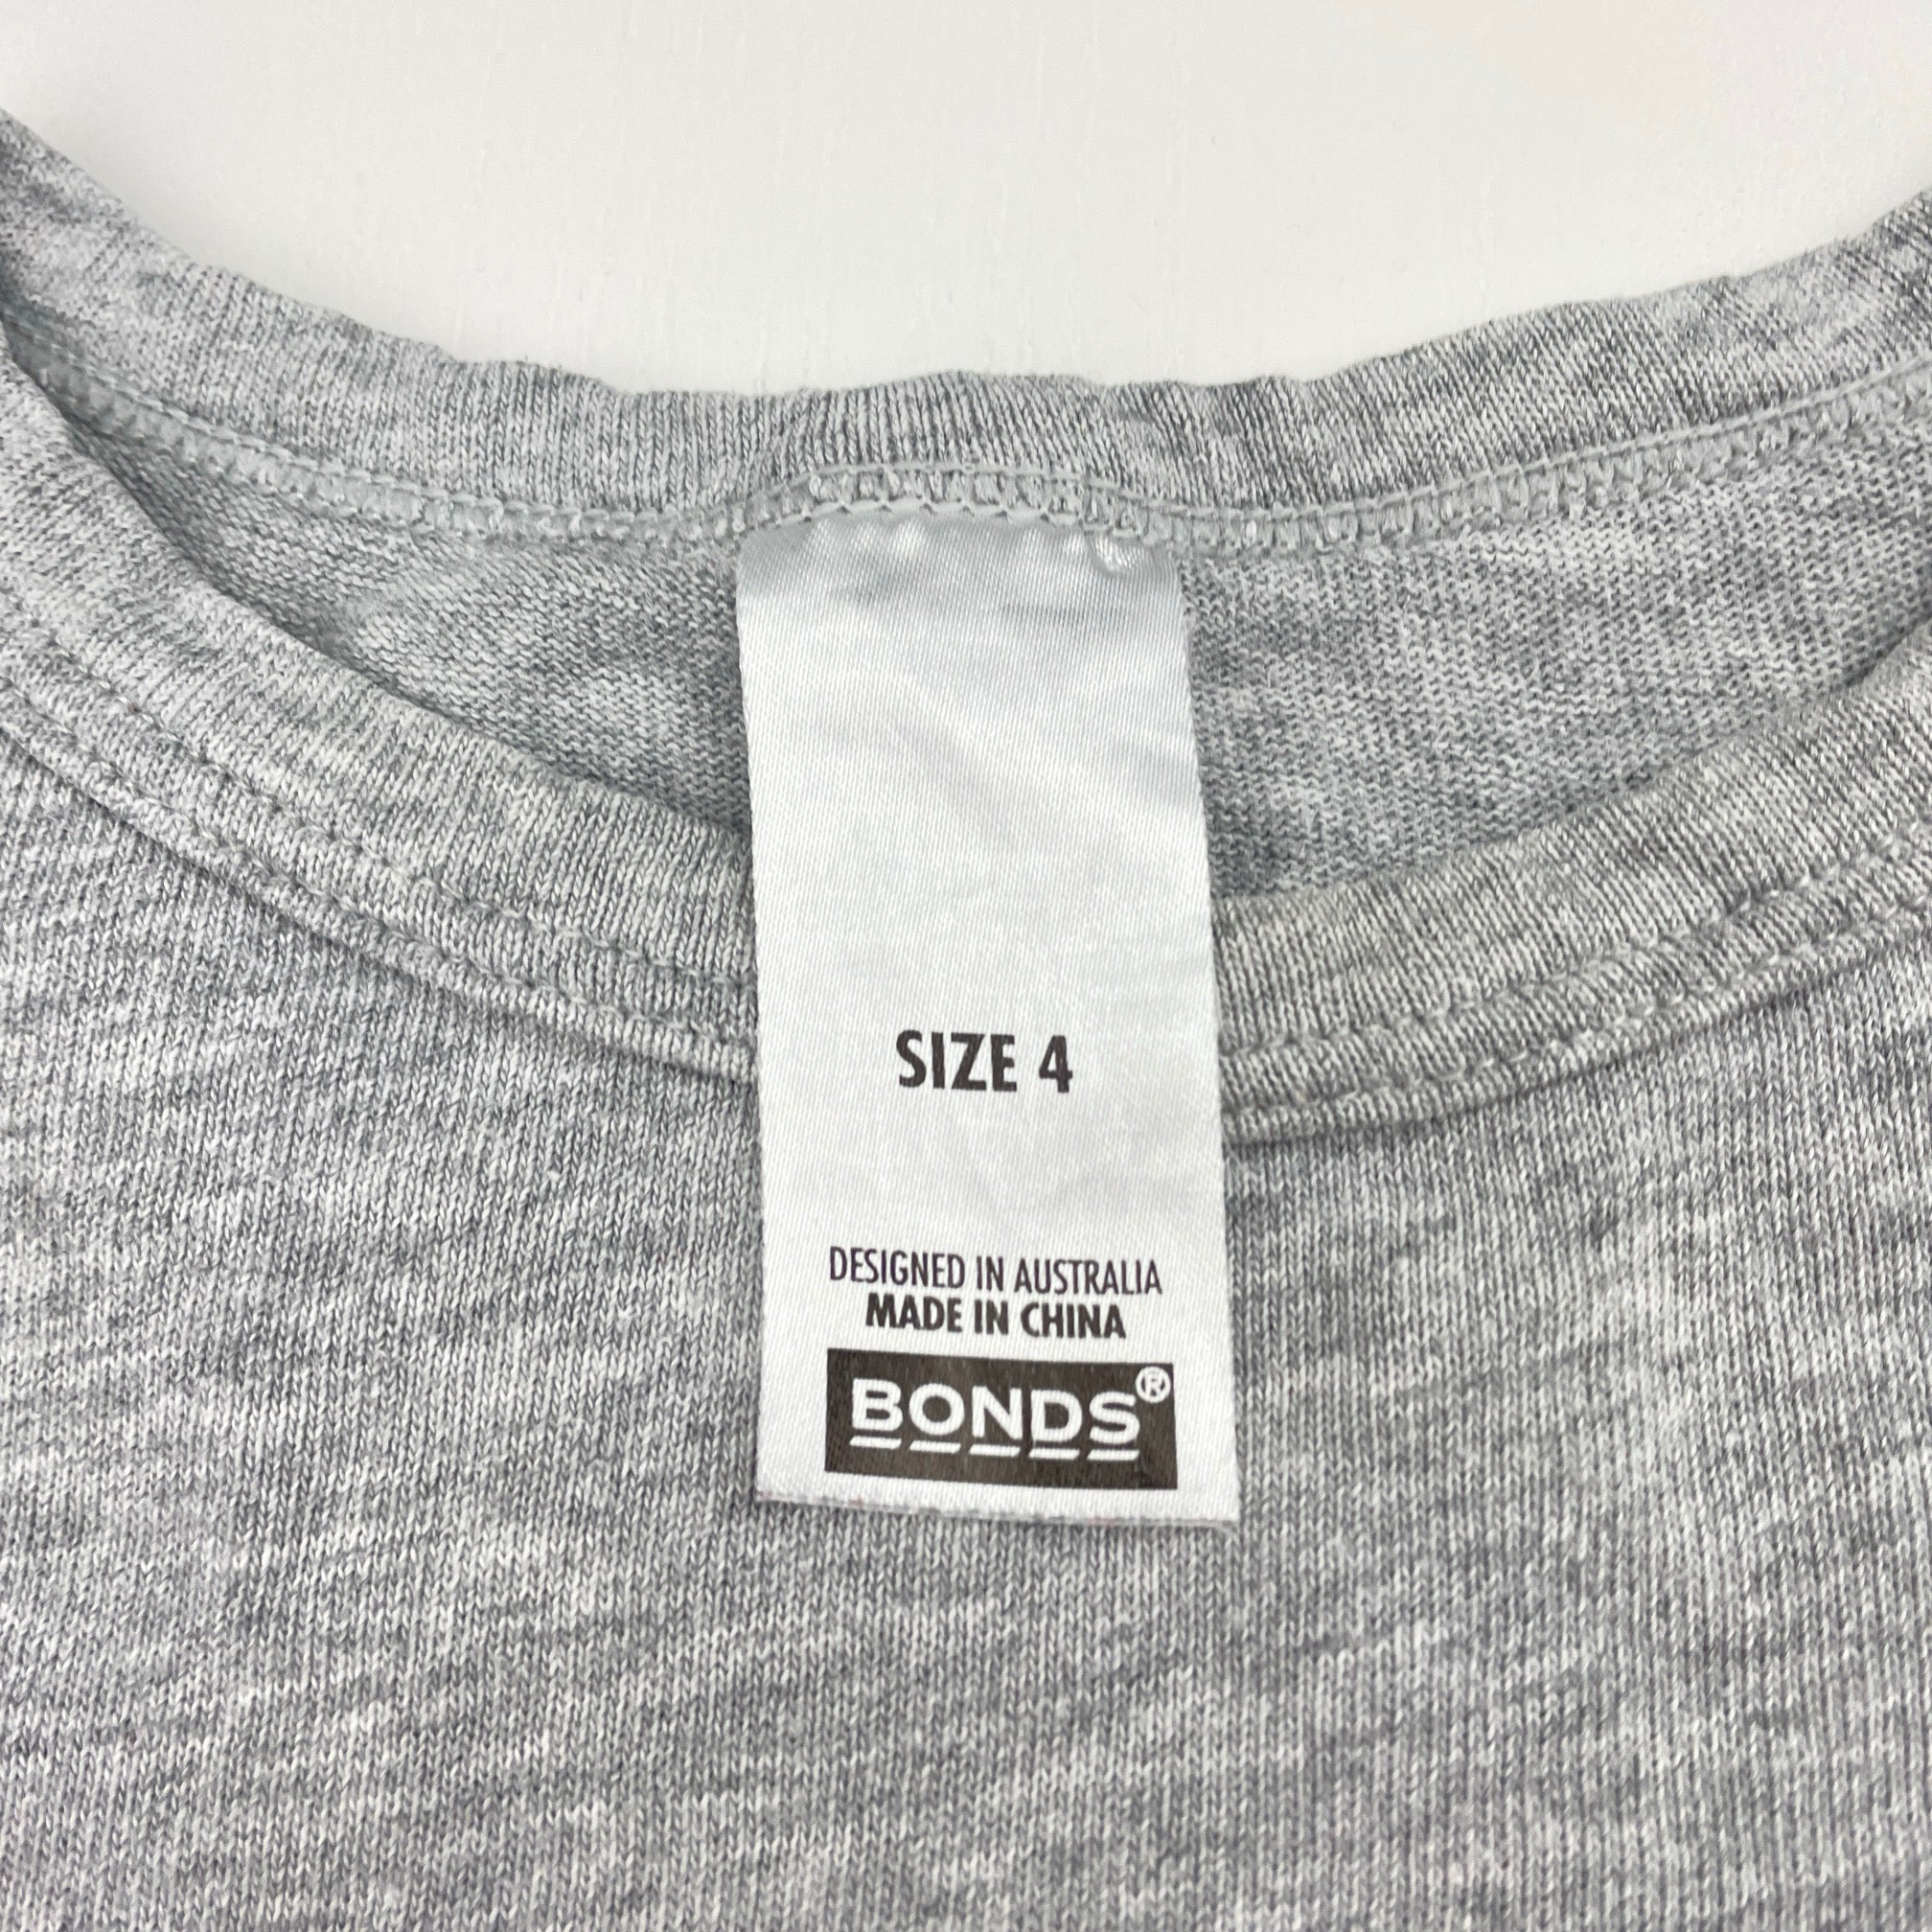 SIZE 4
DESIGNED IN AUSTRALIA
MADE IN CHINA
BONDS®